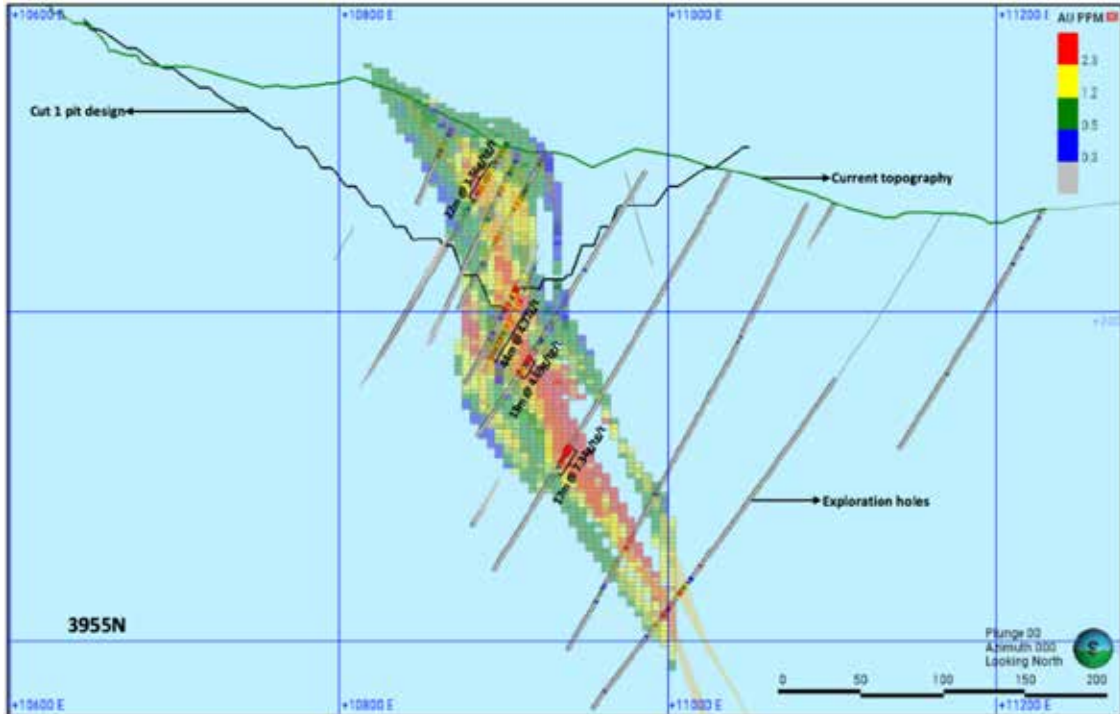 +10600 E
+10800 E
+11000 E
+11200 E
AU PPM
2.3
1.2
0.5
0.3
Cut 1 pit design
Current topography
Exploration holes
3955N
Plunge 00
Azimuth 000
Looking North
0 50 100 150 200
+10600 E
+10800 E
+11000 E
+11200 E